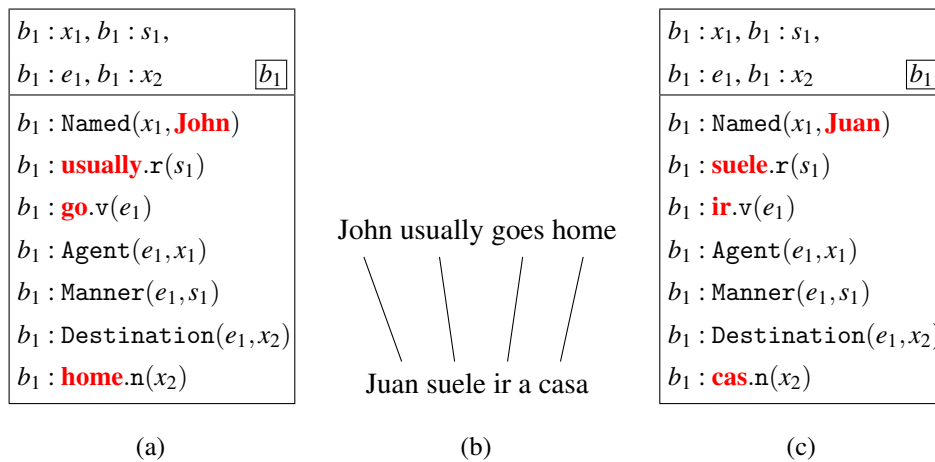 b₁ : x₁, b₁ : s₁,
b₁ : e₁, b₁ : x₂ b₁
b₁ : Named(x₁,John)
b₁ : usually.r(s₁)
b₁ : go.v(e₁)
b₁ : Agent(e₁,x₁)
b₁ : Manner(e₁,s₁)
b₁ : Destination(e₁,x₂)
b₁ : home.n(x₂)
(a)
John usually goes home
Juan suele ir a casa
(b)
b₁ : x₁, b₁ : s₁,
b₁ : e₁, b₁ : x₂ b₁
b₁ : Named(x₁,Juan)
b₁ : suele.r(s₁)
b₁ : ir.v(e₁)
b₁ : Agent(e₁,x₁)
b₁ : Manner(e₁,s₁)
b₁ : Destination(e₁,x₂)
b₁ : cas.n(x₂)
(c)